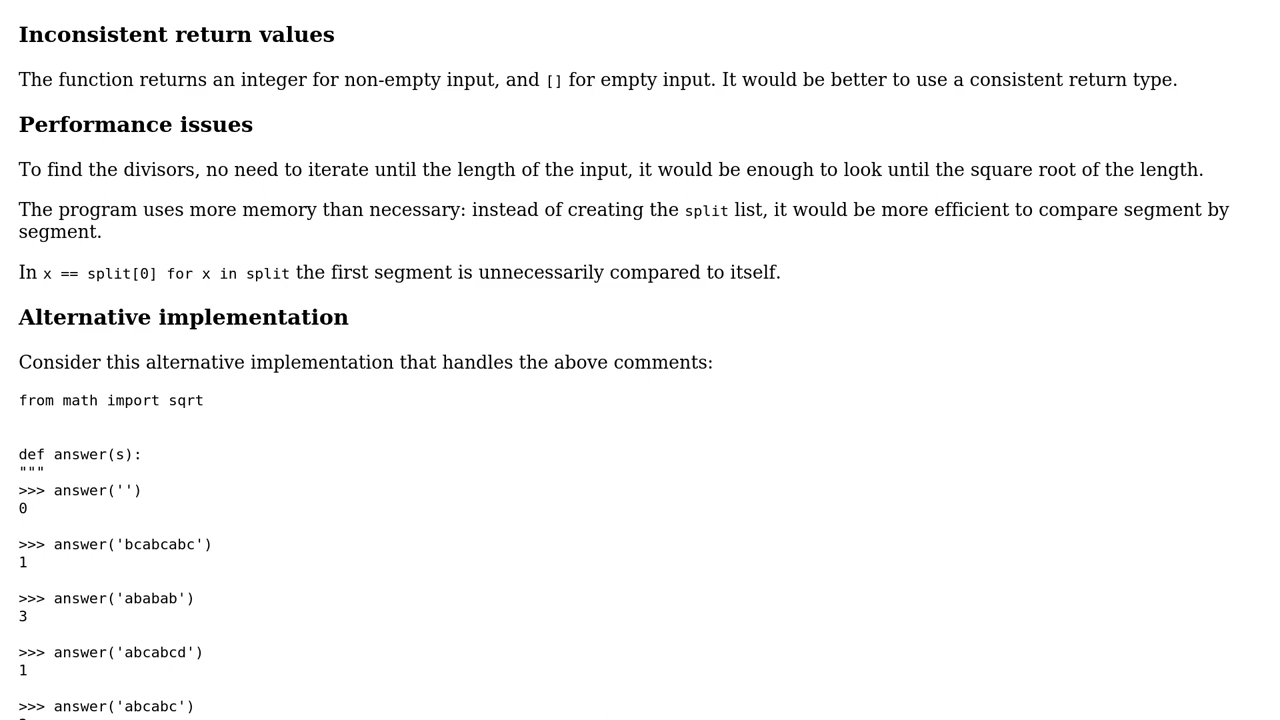 Inconsistent return values
The function returns an integer for non-empty input, and [] for empty input. It would be better to use a consistent return type.
Performance issues
To find the divisors, no need to iterate until the length of the input, it would be enough to look until the square root of the length.
The program uses more memory than necessary: instead of creating the split list, it would be more efficient to compare segment by
segment.
In x == split[0] for x in split the first segment is unnecessarily compared to itself.
Alternative implementation
Consider this alternative implementation that handles the above comments:
from math import sqrt
def answer(s):
"""
>>> answer('')
0
>>> answer('bcabcabc')
1
>>> answer('ababab')
3
>>> answer('abcabcd')
1
>>> answer('abcabc')